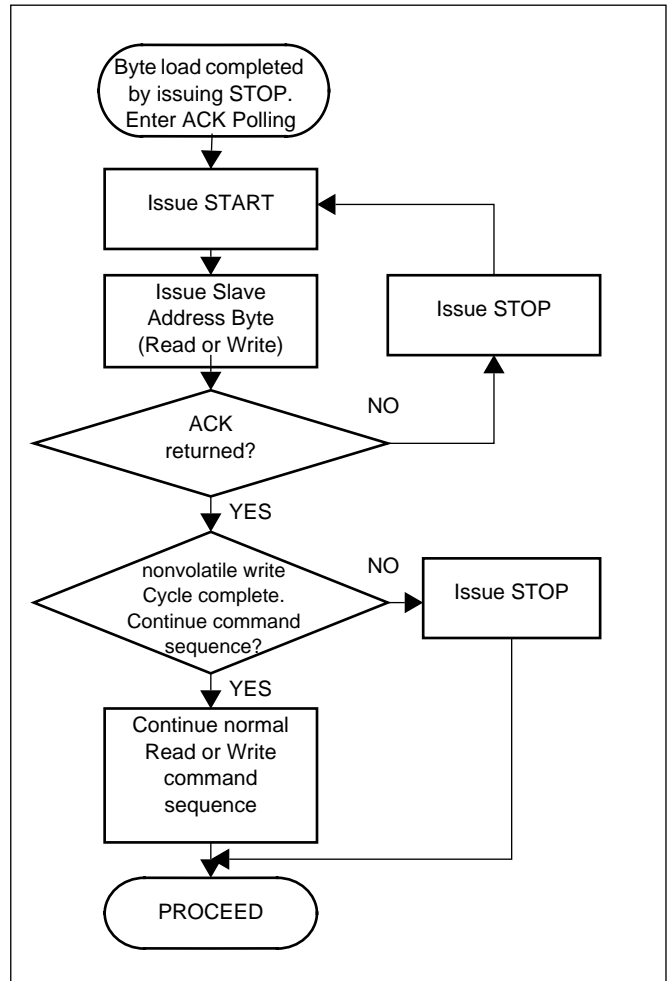 Byte load completed
by issuing STOP.
Enter ACK Polling
Issue START
Issue Slave
Address Byte
(Read or Write)
Issue STOP
ACK
returned?
NO
YES
nonvolatile write
Cycle complete.
Continue command
sequence?
NO
Issue STOP
YES
Continue normal
Read or Write
command
sequence
PROCEED